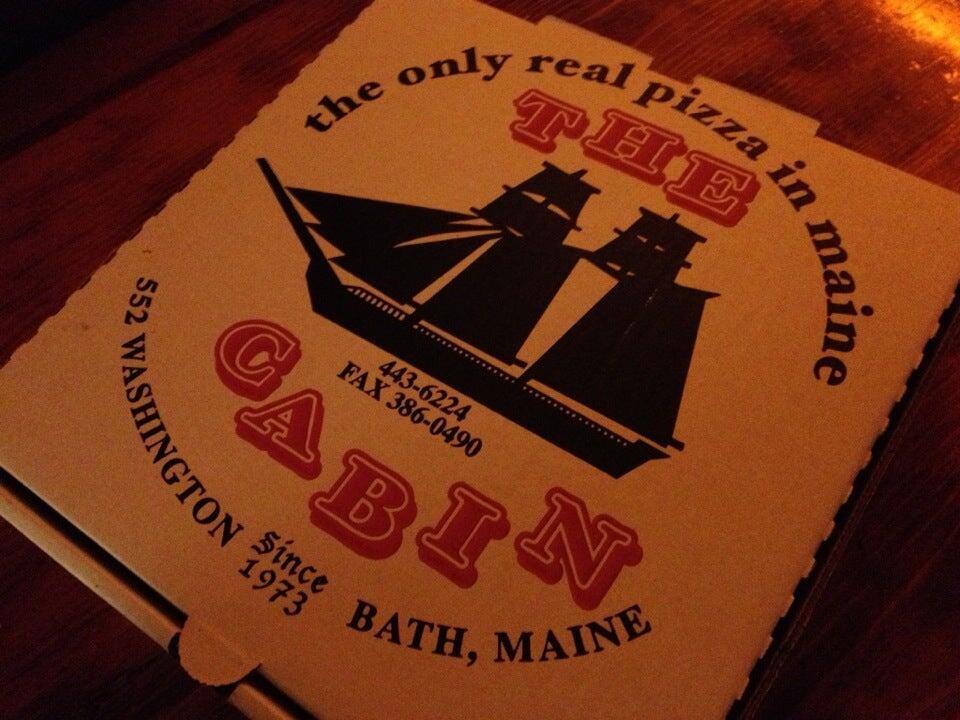 the only real pizza in maine
THE
443-6224
FAX 386-0490
CABIN
552 WASHINGTON
Since
1973
BATH, MAINE